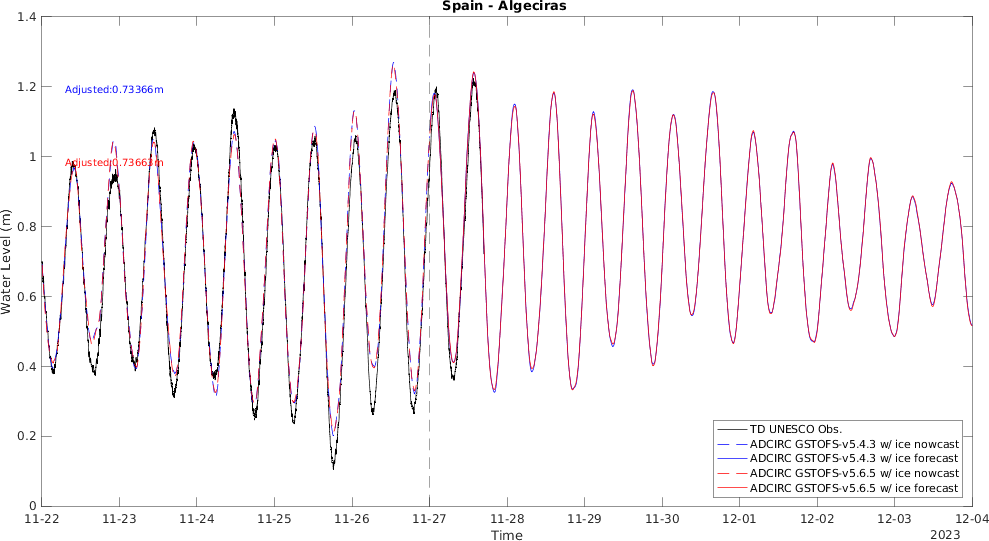 Spain - Algeciras
1.4
1.2
1
0.8
0.6
0.4
0.2
0
Water Level (m)
Adjusted:0.73366m
Adjusted:0.73663m
TD UNESCO Obs.
ADCIRC GSTOFS-v5.4.3 w/ ice nowcast
ADCIRC GSTOFS-v5.4.3 w/ ice forecast
ADCIRC GSTOFS-v5.6.5 w/ ice nowcast
ADCIRC GSTOFS-v5.6.5 w/ ice forecast
11-22 11-23 11-24 11-25 11-26 11-27 11-28 11-29 11-30 12-01 12-02 12-03 12-04
Time
2023